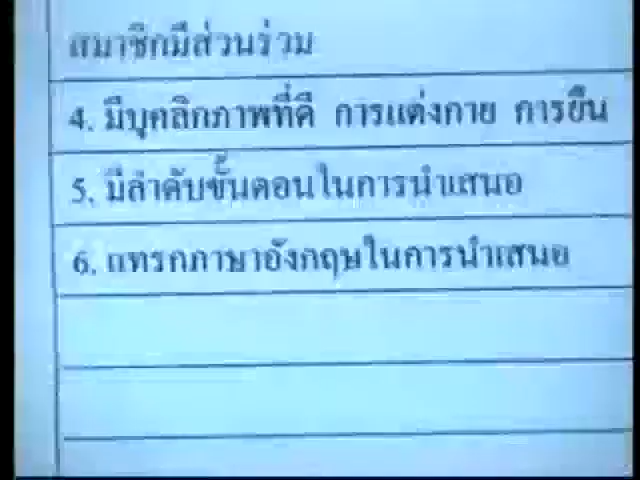 สมาชิกมีส่วนร่วม
4. มีบุคลิกภาพที่ดี การแต่งกาย การยืน
5. มีลำดับขั้นตอนในการนำเสนอ
6. แทรกภาษาอังกฤษในการนำเสนอ